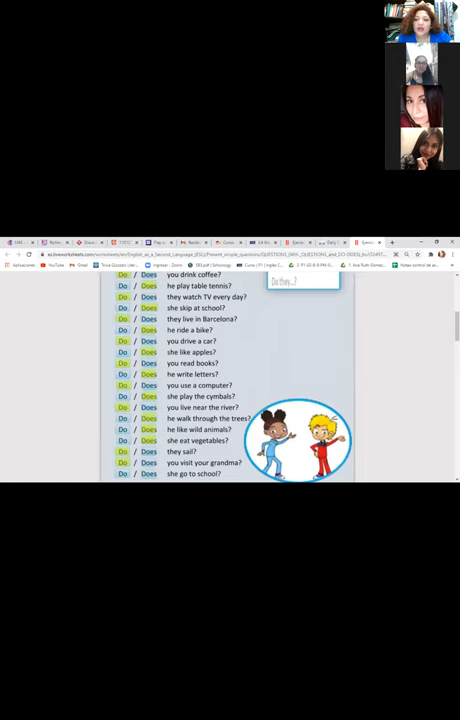 Aplicaciones YouTube Gmail
Do / Does you drink coffee?
Do they...?
Do / Does he play table tennis?
Do / Does they watch TV every day?
Do / Does she skip at school?
Do / Does they live in Barcelona?
Do / Does he ride a bike?
Do / Does you drive a car?
Do / Does she like apples?
Do / Does you read books?
Do / Does he write letters?
Do / Does you use a computer?
Do / Does she play the cymbals?
Do / Does you live near the river?
Do / Does he walk through the trees?
Do / Does he like wild animals?
Do / Does she eat vegetables?
Do / Does they sail?
Do / Does you visit your grandma?
Do / Does she go to school?